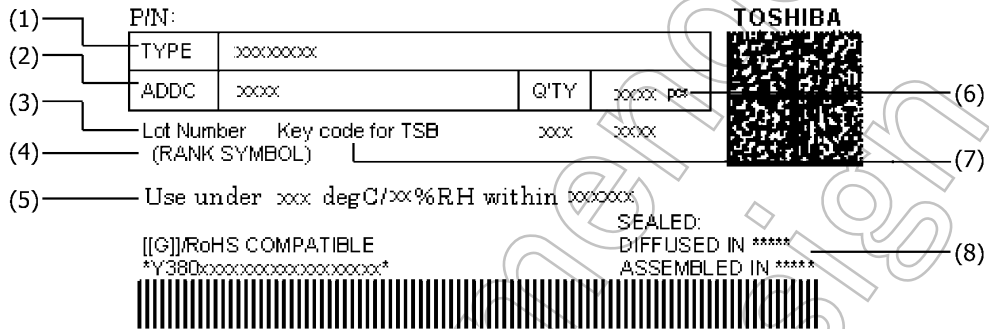 (1) P/N: TOSHIBA
TYPE xxxxxxxxx
(2)
ADDC xxxx Q'TY xxxx pcs (6)
(3)
Lot Number Key code for TSB xxx xxxx
(4) (RANK SYMBOL) (7)
(5) Use under xxx degC/xx%RH within xxxxxx
SEALED:
[[G]]/RoHS COMPATIBLE DIFFUSED IN ***** (8)
*Y380xxxxxxxxxxxxxxxxx* ASSEMBLED IN *****